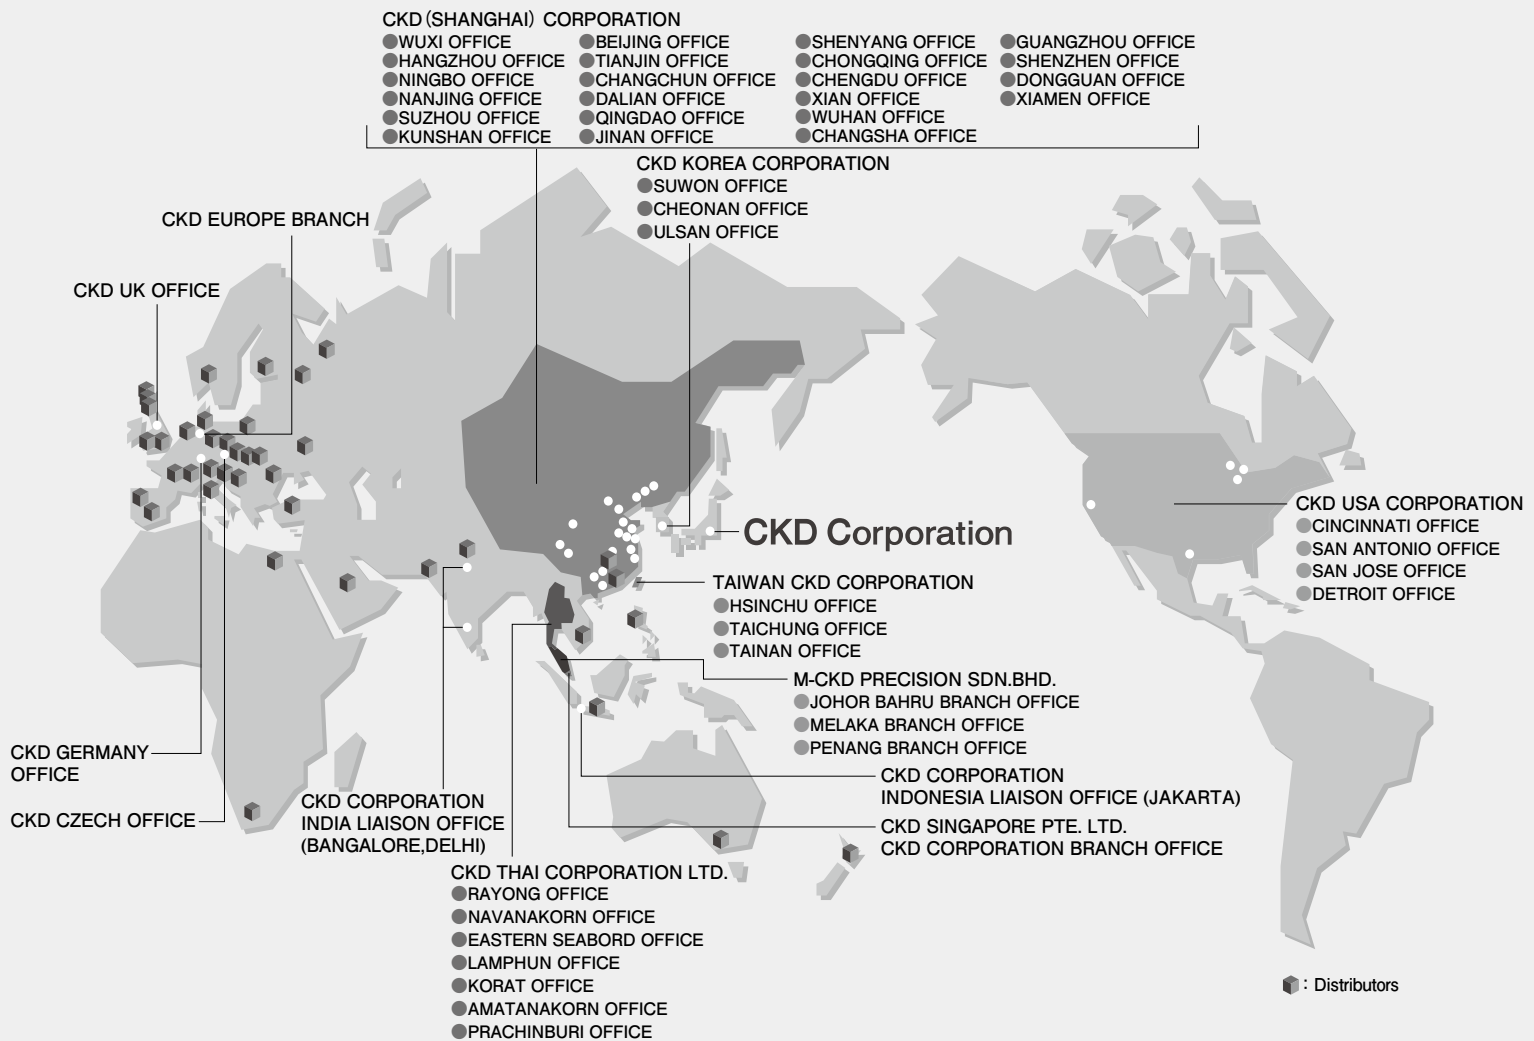 CKD(SHANGHAI) CORPORATION
●WUXI OFFICE
●HANGZHOU OFFICE
●NINGBO OFFICE
●NANJING OFFICE
●SUZHOU OFFICE
●KUNSHAN OFFICE
●BEIJING OFFICE
●TIANJIN OFFICE
●CHANGCHUN OFFICE
●DALIAN OFFICE
●QINGDAO OFFICE
●JINAN OFFICE
●SHENYANG OFFICE
●CHONGQING OFFICE
●CHENGDU OFFICE
●XIAN OFFICE
●WUHAN OFFICE
●CHANGSHA OFFICE
●GUANGZHOU OFFICE
●SHENZHEN OFFICE
●DONGGUAN OFFICE
●XIAMEN OFFICE
CKD KOREA CORPORATION
●SUWON OFFICE
●CHEONAN OFFICE
●ULSAN OFFICE
CKD EUROPE BRANCH
CKD UK OFFICE
CKD USA CORPORATION
●CINCINNATI OFFICE
●SAN ANTONIO OFFICE
●SAN JOSE OFFICE
●DETROIT OFFICE
CKD Corporation
TAIWAN CKD CORPORATION
●HSINCHU OFFICE
●TAICHUNG OFFICE
●TAINAN OFFICE
M-CKD PRECISION SDN.BHD.
●JOHOR BAHRU BRANCH OFFICE
●MELAKA BRANCH OFFICE
●PENANG BRANCH OFFICE
CKD GERMANY
OFFICE
CKD CZECH OFFICE
CKD CORPORATION
INDIA LIAISON OFFICE
(BANGALORE,DELHI)
CKD CORPORATION
INDONESIA LIAISON OFFICE (JAKARTA)
CKD SINGAPORE PTE. LTD.
CKD CORPORATION BRANCH OFFICE
CKD THAI CORPORATION LTD.
●RAYONG OFFICE
●NAVANAKORN OFFICE
●EASTERN SEABORD OFFICE
●LAMPHUN OFFICE
●KORAT OFFICE
●AMATANAKORN OFFICE
●PRACHINBURI OFFICE
: Distributors